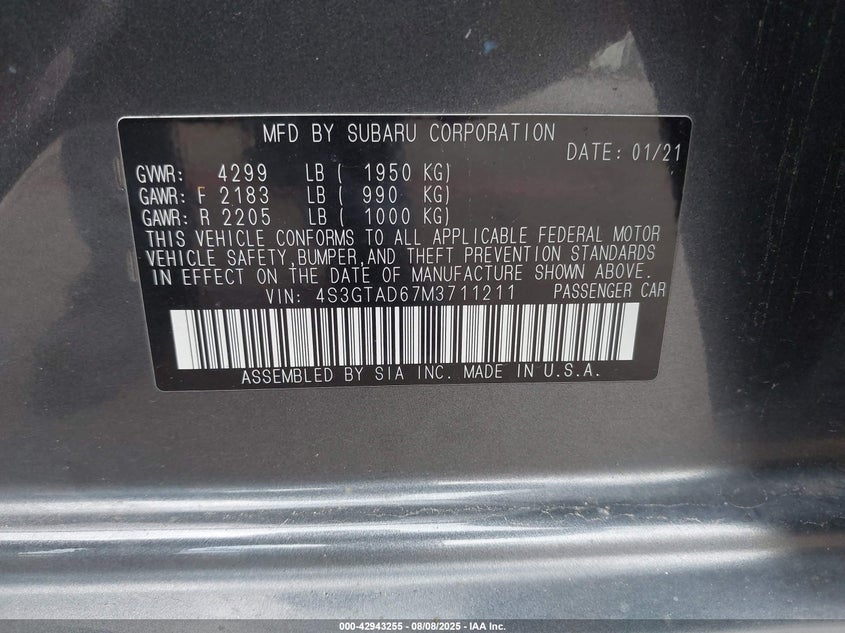 MFD BY SUBARU CORPORATION
DATE: 01/21
GVWR: 4299 LB ( 1950 KG)
GAWR: F 2183 LB ( 990 KG)
GAWR: R 2205 LB ( 1000 KG)
THIS VEHICLE CONFORMS TO ALL APPLICABLE FEDERAL MOTOR
VEHICLE SAFETY, BUMPER, AND THEFT PREVENTION STANDARDS
IN EFFECT ON THE DATE OF MANUFACTURE SHOWN ABOVE.
VIN: 4S3GTAD67M3711211 PASSENGER CAR
ASSEMBLED BY SIA INC. MADE IN U.S.A.
000-42943255 - 08/08/2025 - IAA Inc.